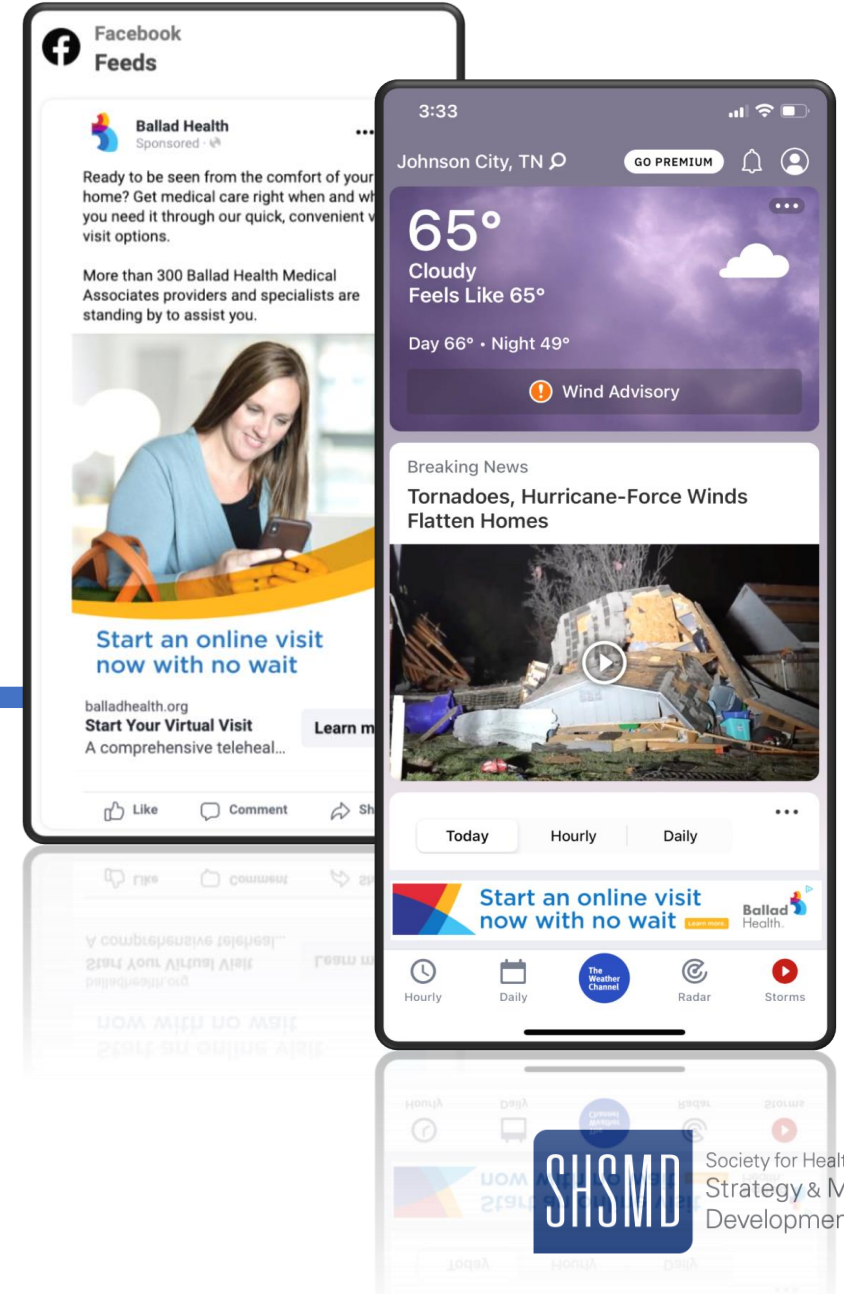 Facebook
Feeds
Ballad Health
Sponsored
Ready to be seen from the comfort of your
home? Get medical care right when and
you need it through our quick, convenient
visit options.
More than 300 Ballad Health Medical
Associates providers and specialists are
standing by to assist you.
Start an online visit
now with no wait
balladhealth.org
Start Your Virtual Visit
A comprehensive teleheal...
Learn
Like
Comment
3:33
Johnson City, TN
GO PREMIUM
65°
Cloudy
Feels Like 65°
Day 66° • Night 49°
Wind Advisory
Breaking News
Tornadoes, Hurricane-Force Winds
Flatten Homes
Today Hourly Daily
Start an online visit
now with no wait
Learn more
Ballad
Health.
Hourly
Daily
The
Weather
Channel
Radar
Storms
SHSMD
Society for
Strategy &